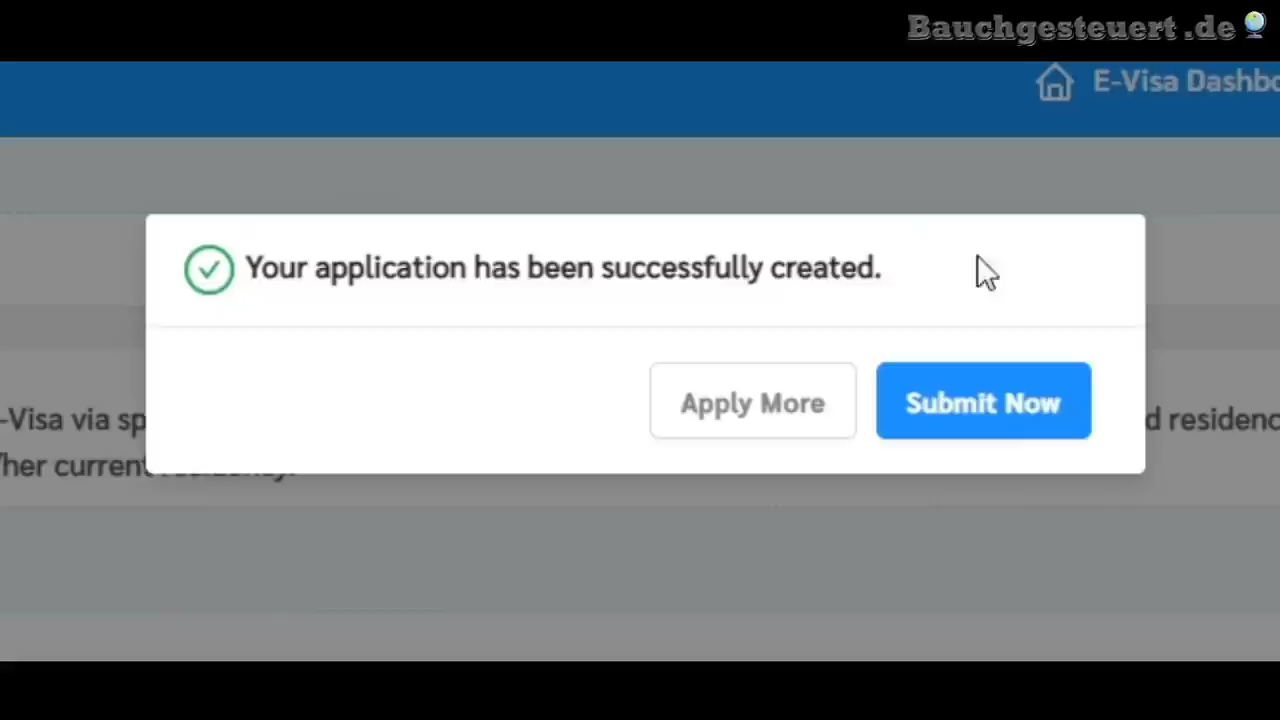 Bauchgesteuert.de
E-Visa Dashbo
Your application has been successfully created.
Apply More
Submit Now
-Visa via sp
d residenc
her current